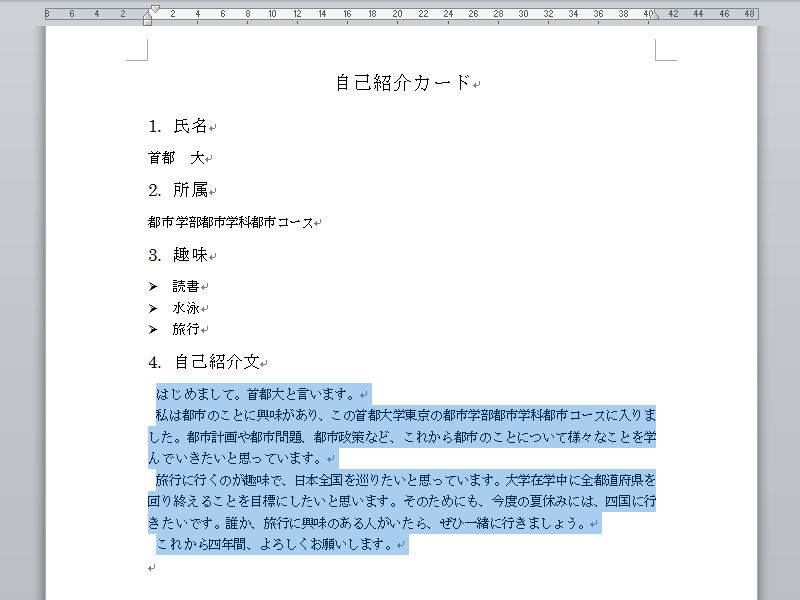 8 6 4 2 2 4 6 8 10 12 14 16 18 20 22 24 26 28 30 32 34 36 38 40 42 44 46 48
自己紹介カード
1. 氏名
首都　大
2. 所属
都市学部都市学科都市コース
3. 趣味
➢ 読書
➢ 水泳
➢ 旅行
4. 自己紹介文
はじめまして。首都大と言います。
私は都市のことに興味があり、この首都大学東京の都市学部都市学科都市コースに入りま
した。都市計画や都市問題、都市政策など、これから都市のことについて様々なことを学
んでいきたいと思っています。
旅行に行くのが趣味で、日本全国を巡りたいと思っています。大学在学中に全都道府県を
回り終えることを目標にしたいと思います。そのためにも、今度の夏休みには、四国に行
きたいです。誰か、旅行に興味のある人がいたら、ぜひ一緒に行きましょう。
これから四年間、よろしくお願いします。